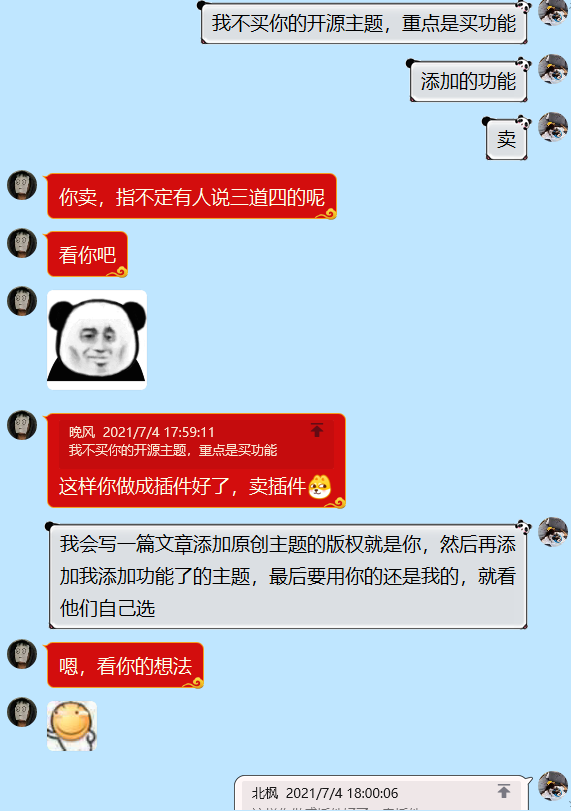 我不买你的开源主题，重点是买功能
添加的功能
卖
你卖，指不定有人说三道四的呢
看你吧
晚风 2021/7/4 17:59:11
我不买你的开源主题，重点是买功能
这样你做成插件好了，卖插件
我会写一篇文章添加原创主题的版权就是你，然后再添
加我添加功能了的主题，最后要用你的还是我的，就看
他们自己选
嗯，看你的想法
北枫 2021/7/4 18:00:06